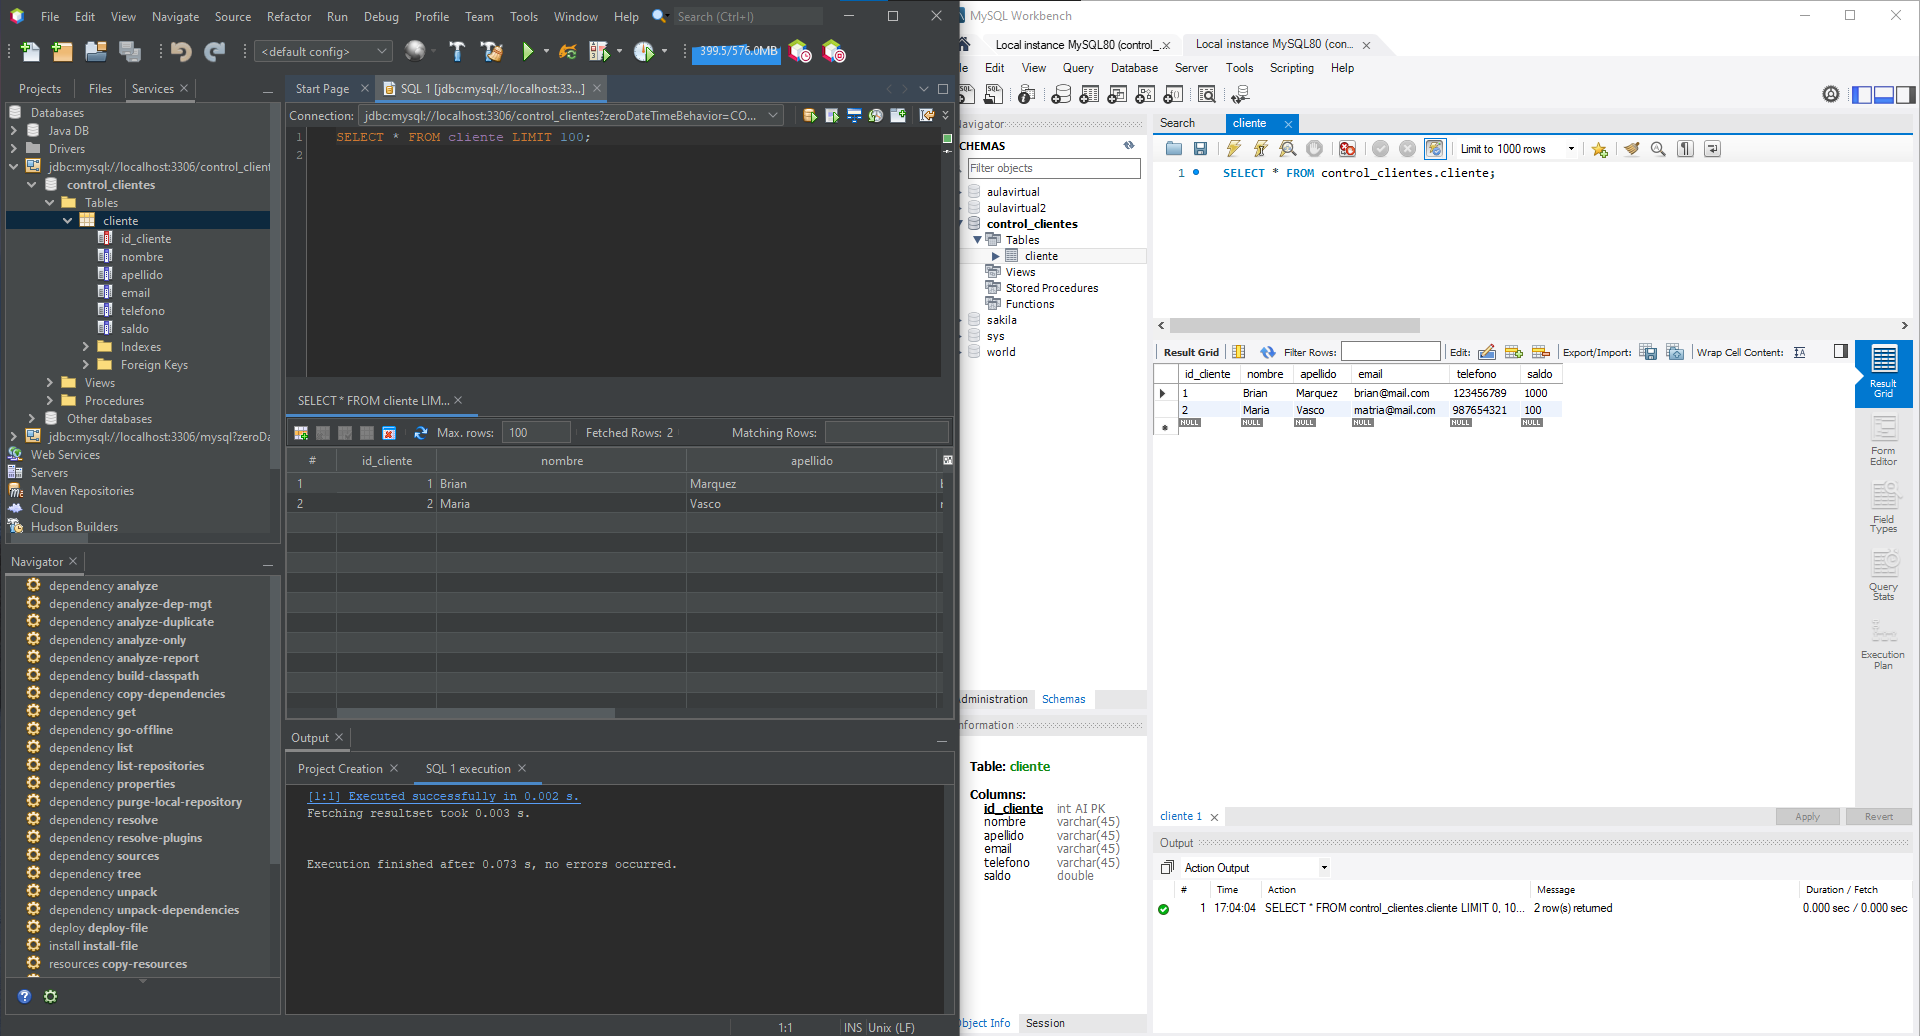 File Edit View Navigate Source Refactor Run Debug Profile Team Tools Window Help Search (Ctrl+I)
<default config> 399.5/576.0MB
Projects Files Services
Databases
Java DB
Drivers
jdbc:mysql://localhost:3306/control_client
control_clientes
Tables
cliente
id_cliente
nombre
apellido
email
telefono
saldo
Indexes
Foreign Keys
Views
Procedures
Other databases
jdbc:mysql://localhost:3306/mysql?zeroDa
Web Services
Servers
Maven Repositories
Cloud
Hudson Builders
Navigator
dependency analyze
dependency analyze-dep-mgt
dependency analyze-duplicate
dependency analyze-only
dependency analyze-report
dependency build-classpath
dependency copy-dependencies
dependency get
dependency go-offline
dependency list
dependency list-repositories
dependency properties
dependency purge-local-repository
dependency resolve
dependency resolve-plugins
dependency sources
dependency tree
dependency unpack
dependency unpack-dependencies
deploy deploy-file
install install-file
resources copy-resources
Start Page SQL 1 [jdbc:mysql://localhost:33...]
Connection: jdbc:mysql://localhost:3306/control_clientes?zeroDateTimeBehavior=CO...
1 SELECT * FROM cliente LIMIT 100;
2
SELECT * FROM cliente LIM...
Max. rows: 100 Fetched Rows: 2 Matching Rows:
# id_cliente nombre apellido
1 1 Brian Marquez
2 2 Maria Vasco
Output
Project Creation SQL 1 execution
[1:1] Executed successfully in 0.002 s.
Fetching resultset took 0.003 s.
Execution finished after 0.073 s, no errors occurred.
1:1 INS Unix (LF)
MySQL Workbench
Local instance MySQL80 (control_... Local instance MySQL80 (con...
le Edit View Query Database Server Tools Scripting Help
Navigator
CHEMAS
Filter objects
aulavirtual
aulavirtual2
control_clientes
Tables
cliente
Views
Stored Procedures
Functions
sakila
sys
world
dministration Schemas
nformation
Table: cliente
Columns:
id_cliente int AI PK
nombre varchar(45)
apellido varchar(45)
email varchar(45)
telefono varchar(45)
saldo double
bject Info Session
Search cliente
Limit to 1000 rows
1 SELECT * FROM control_clientes.cliente;
Result Grid Filter Rows: Edit: Export/Import: Wrap Cell Content:
id_cliente nombre apellido email telefono saldo
1 Brian Marquez brian@mail.com 123456789 1000
2 Maria Vasco matria@mail.com 987654321 100
NULL NULL NULL NULL NULL NULL
Result Grid
Form Editor
Field Types
Query Stats
Execution Plan
cliente 1 Apply Revert
Output
Action Output
# Time Action Message Duration / Fetch
1 17:04:04 SELECT * FROM control_clientes.cliente LIMIT 0, 10... 2 row(s) returned 0.000 sec / 0.000 sec